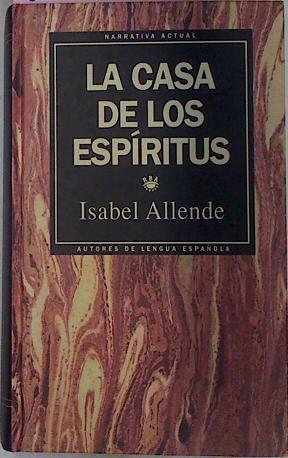 NARRATIVA ACTUAL
LA CASA
DE LOS
ESPÍRITUS
RBA
Isabel Allende
AUTORES DE LENGUA ESPAÑOLA